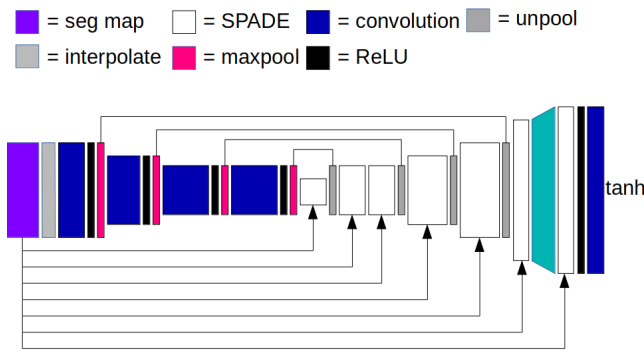 = seg map = SPADE = convolution = unpool
= interpolate = maxpool = ReLU
tanh